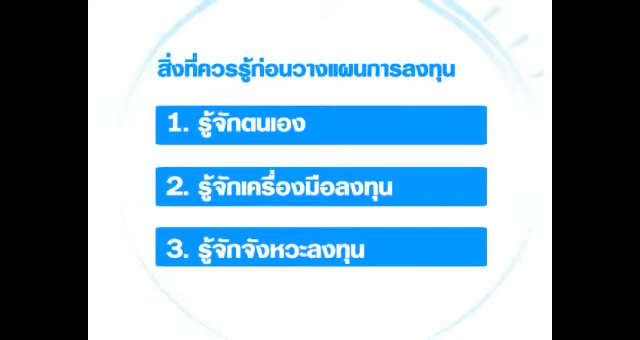 สิ่งที่ควรรู้ก่อนวางแผนการลงทุน
1. รู้จักตนเอง
2. รู้จักเครื่องมือลงทุน
3. รู้จักจังหวะลงทุน